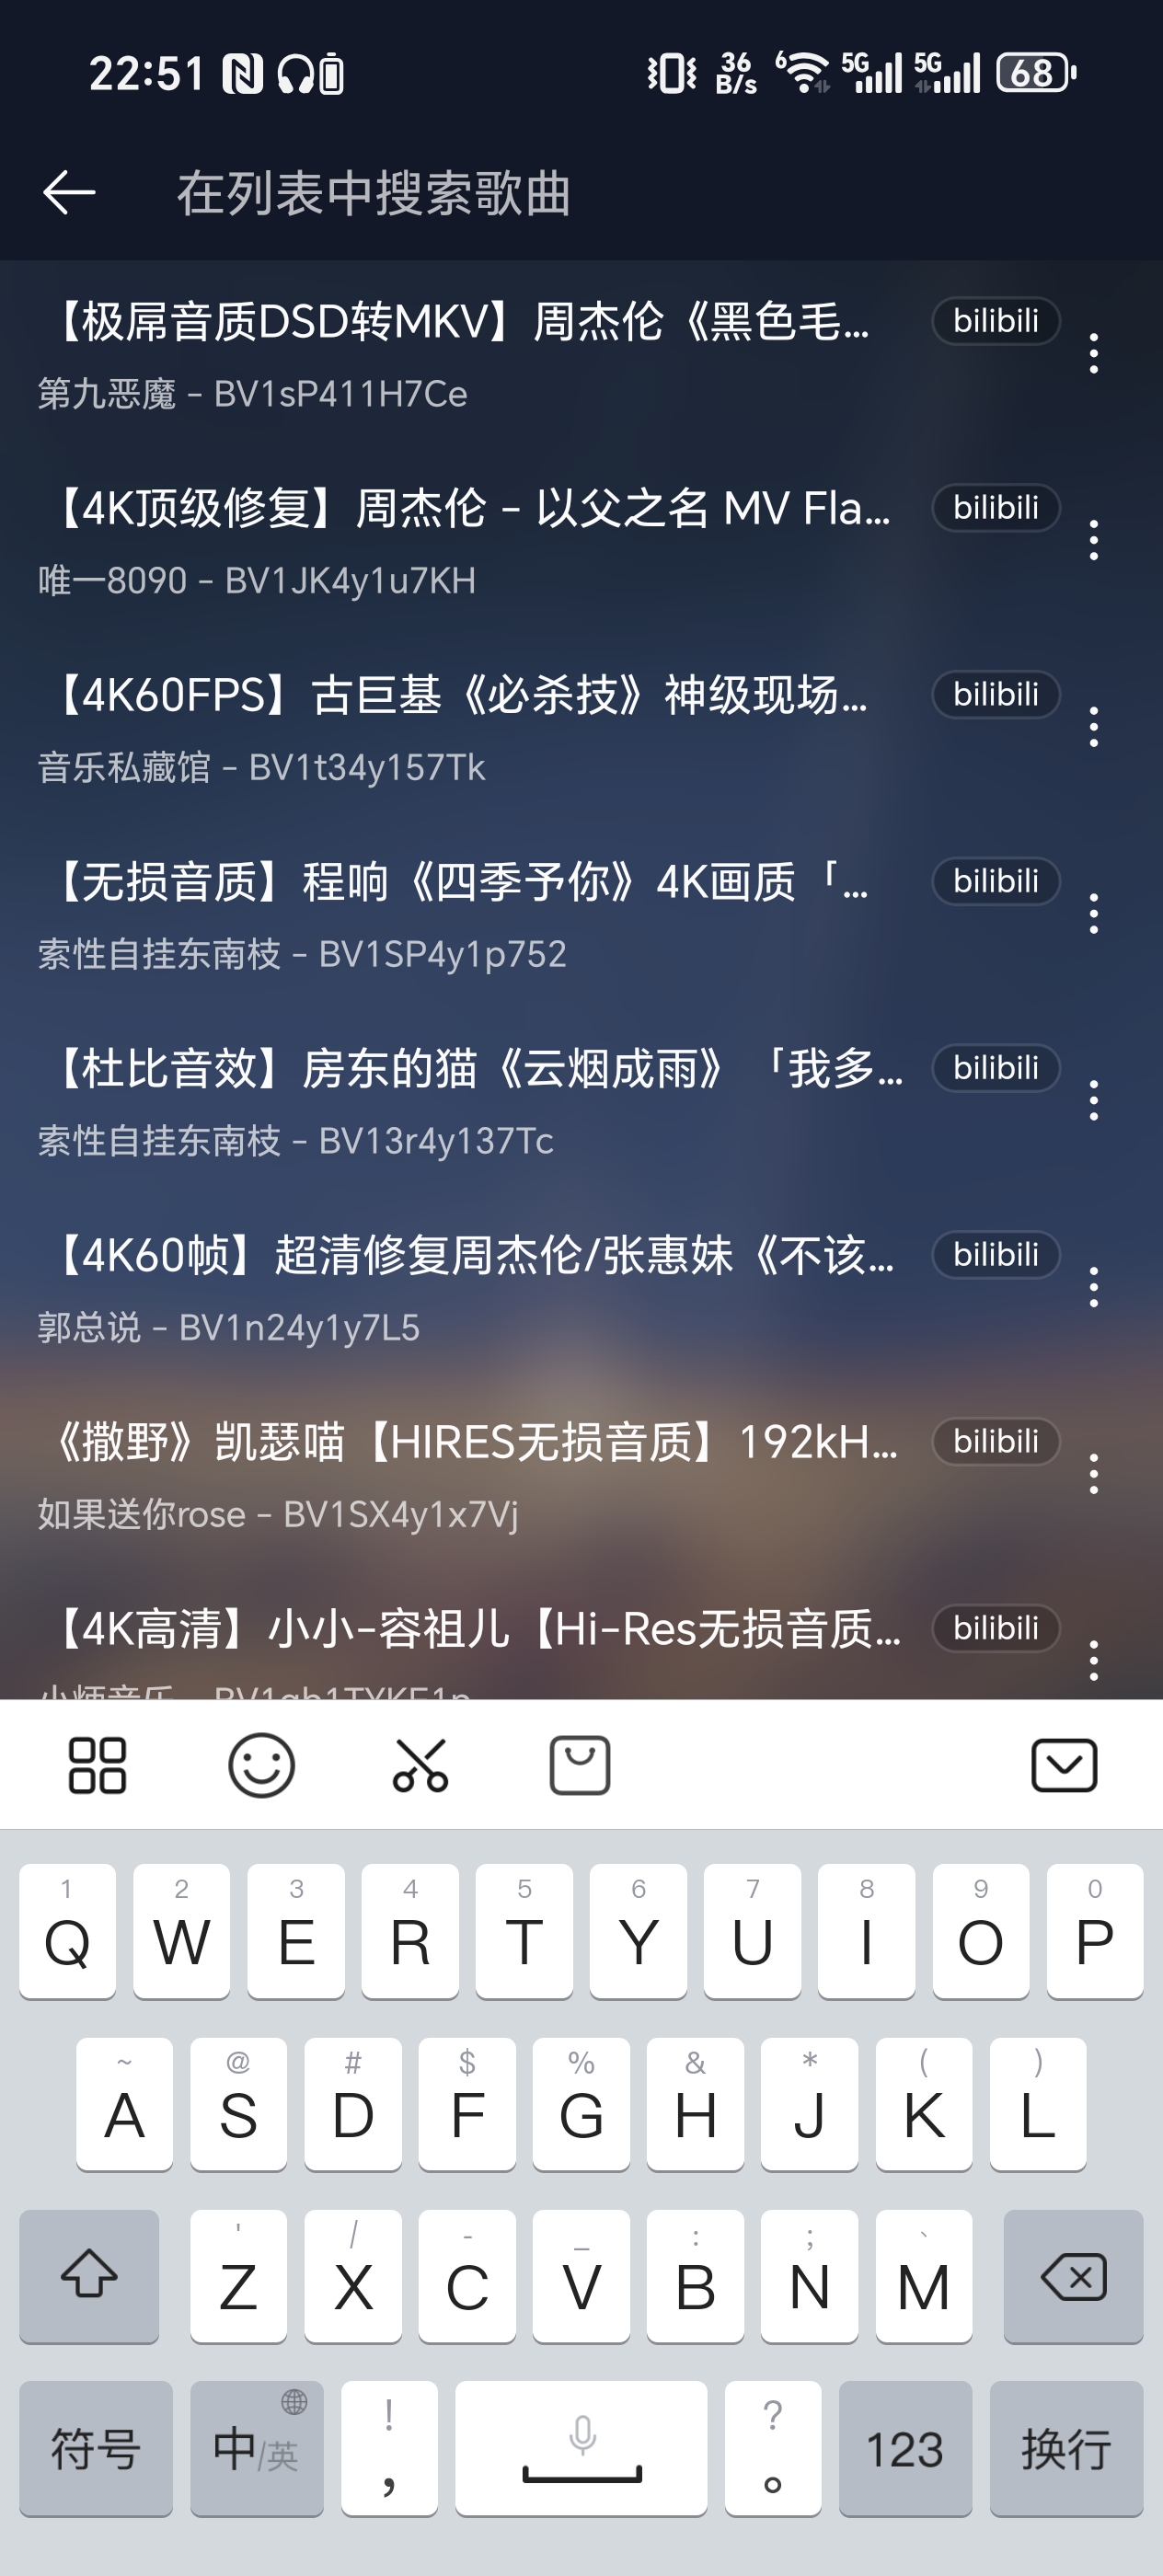 22:51
36 B/s
6
5G
5G
68
在列表中搜索歌曲
【极屌音质DSD转MKV】周杰伦《黑色毛... bilibili
第九恶魔 - BV1sP411H7Ce
【4K顶级修复】周杰伦 - 以父之名 MV Fla... bilibili
唯一8090 - BV1JK4y1u7KH
【4K60FPS】古巨基《必杀技》神级现场... bilibili
音乐私藏馆 - BV1t34y157Tk
【无损音质】程响《四季予你》4K画质「... bilibili
索性自挂东南枝 - BV1SP4y1p752
【杜比音效】房东的猫《云烟成雨》「我多... bilibili
索性自挂东南枝 - BV13r4y137Tc
【4K60帧】超清修复周杰伦/张惠妹《不该... bilibili
郭总说 - BV1n24y1y7L5
《撒野》凯瑟喵【HIRES无损音质】192kH... bilibili
如果送你rose - BV1SX4y1x7Vj
【4K高清】小小-容祖儿【Hi-Res无损音质... bilibili
1 2 3 4 5 6 7 8 9 0
Q W E R T Y U I O P
~ @ # $ % & * ( )
A S D F G H J K L
' / - _ : ; 、
Z X C V B N M
! ?
符号 中/英 ， 。 123 换行